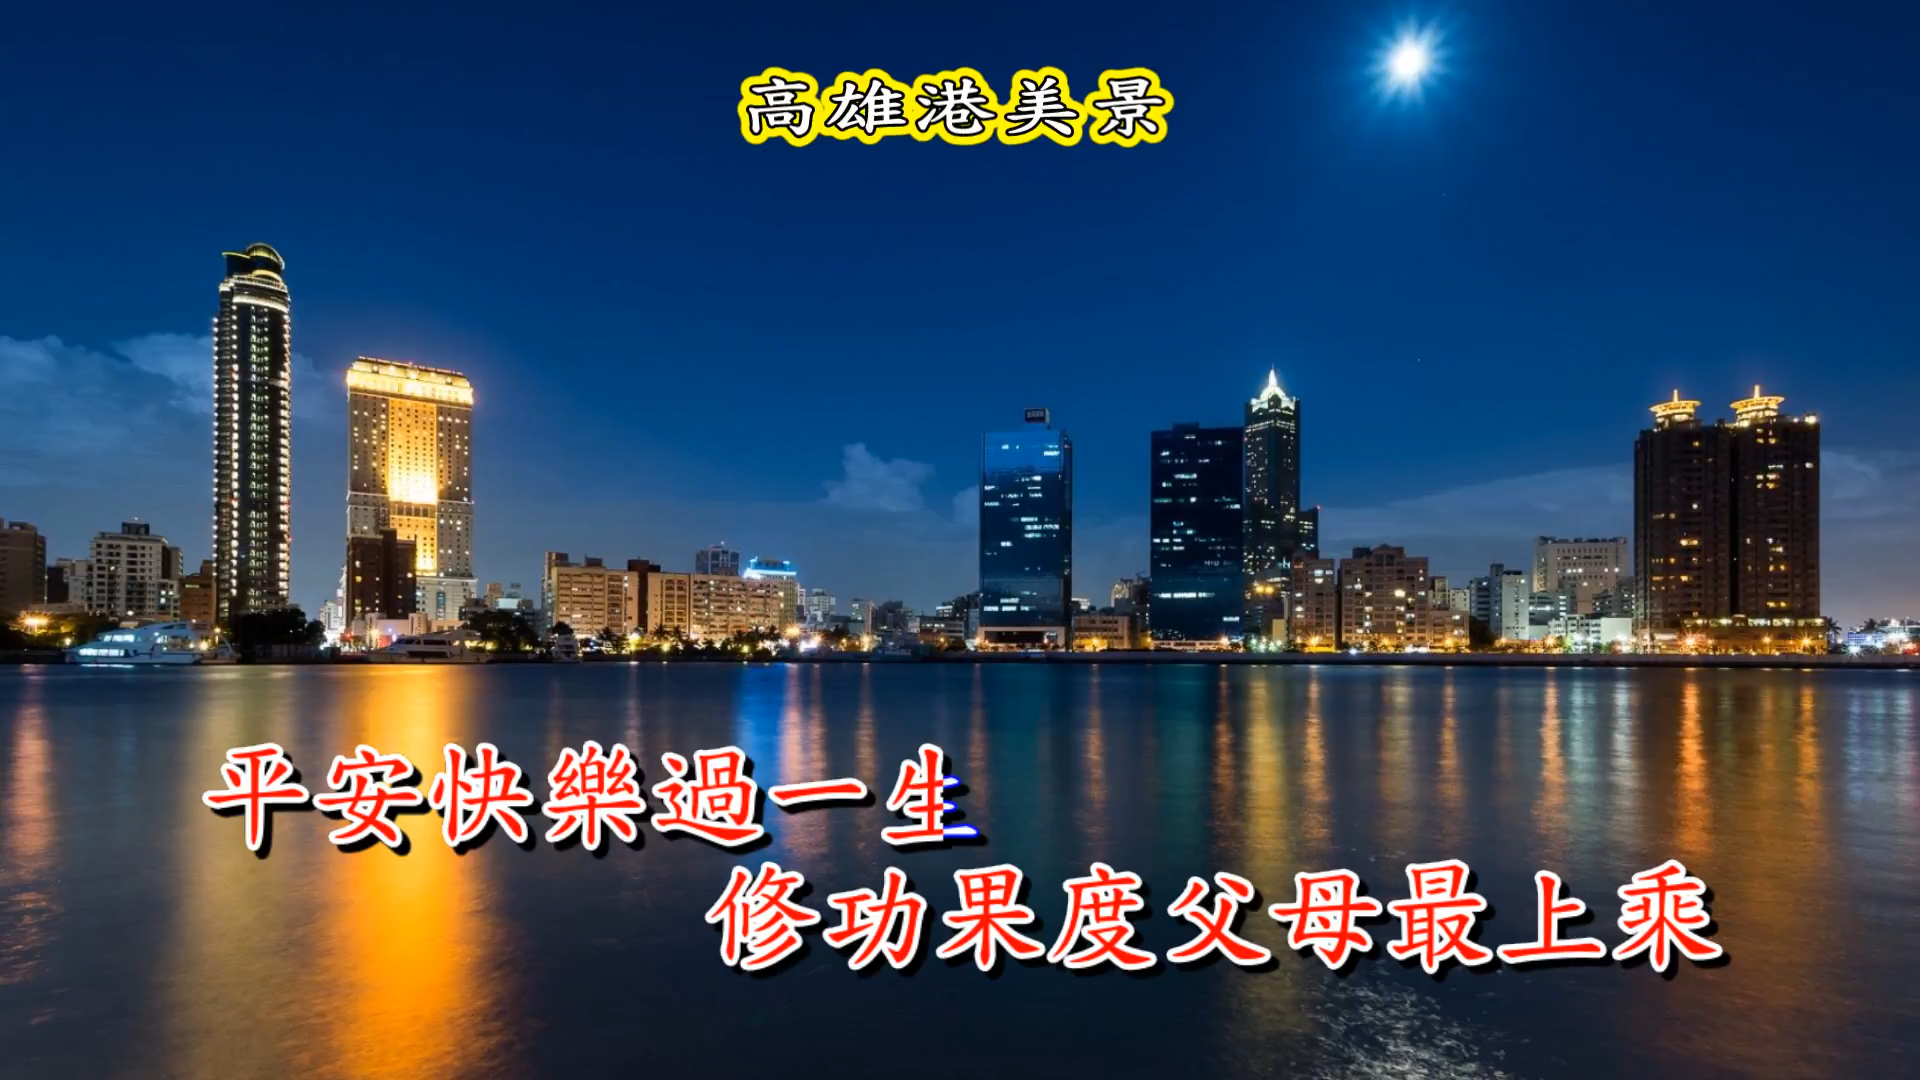 高雄港美景
平安快樂過一生
修功果度父母最上乘